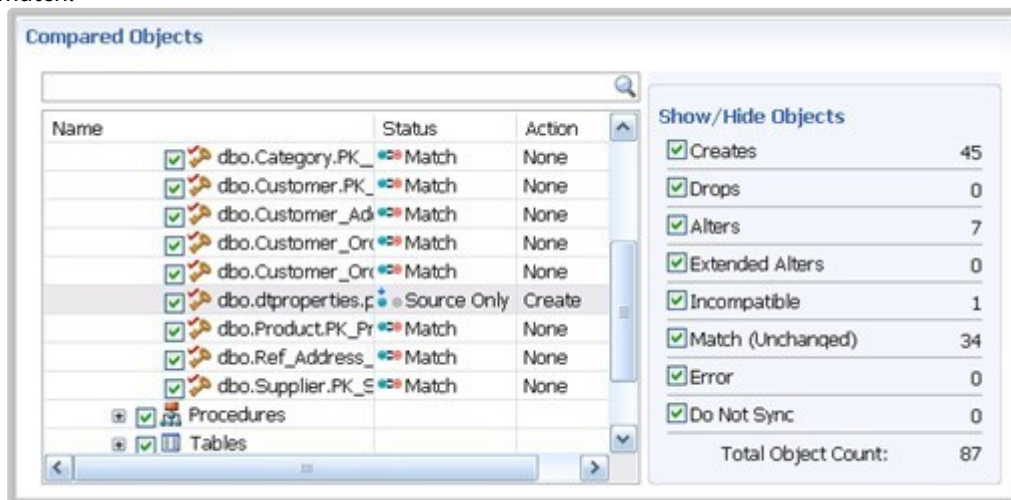 Compared Objects
Name Status Action
dbo.Category.PK_ Match None
dbo.Customer.PK_ Match None
dbo.Customer_Ad Match None
dbo.Customer_Or Match None
dbo.Customer_Or Match None
dbo.dtproperties.p Source Only Create
dbo.Product.PK_Pr Match None
dbo.Ref_Address_ Match None
dbo.Supplier.PK_S Match None
Procedures
Tables
Show/Hide Objects
Creates 45
Drops 0
Alters 7
Extended Alters 0
Incompatible 1
Match (Unchanged) 34
Error 0
Do Not Sync 0
Total Object Count: 87